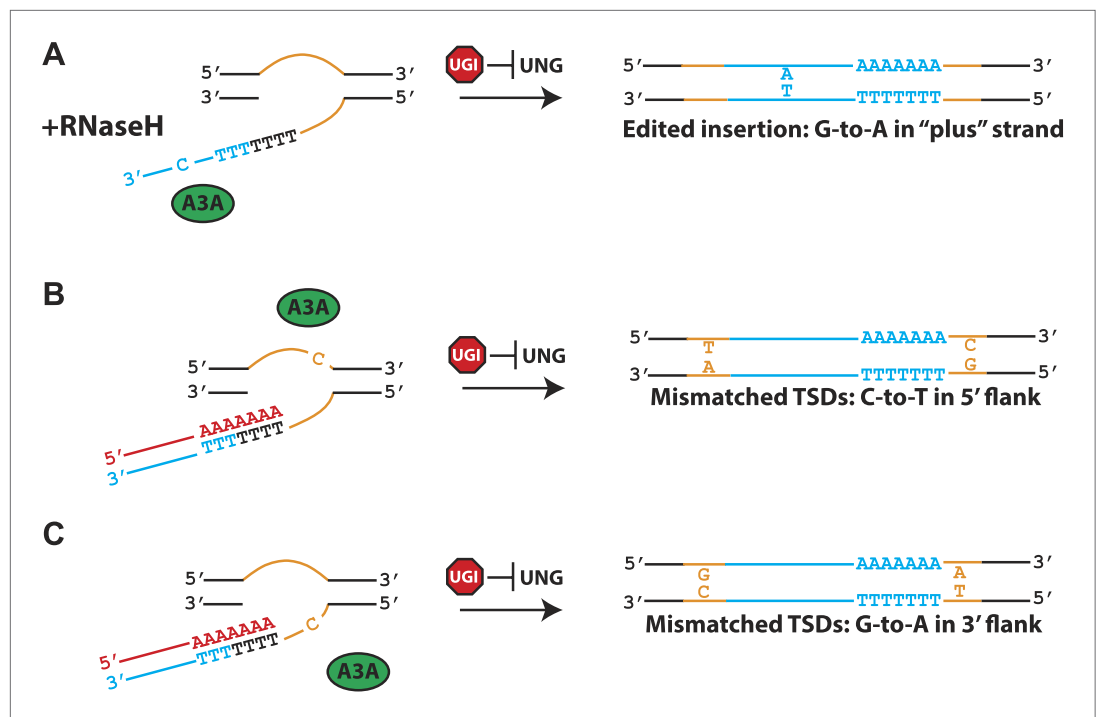 A
5′ 3′
3′ 5′
+RNaseH
3′ C TTTTTTT
A3A
UGI UNG
5′ AAAAAAA 3′
A
T
3′ TTTTTTT 5′
Edited insertion: G-to-A in “plus” strand
B
A3A
C
5′ 3′
3′ 5′
AAAAAAA
5′ TTTTTTT
3′
UGI UNG
5′ AAAAAAA 3′
T C
A G
3′ TTTTTTT 5′
Mismatched TSDs: C-to-T in 5′ flank
C
5′ 3′
3′ 5′
AAAAAAA C
5′ TTTTTTT
3′
A3A
UGI UNG
5′ AAAAAAA 3′
G A
C T
3′ TTTTTTT 5′
Mismatched TSDs: G-to-A in 3′ flank